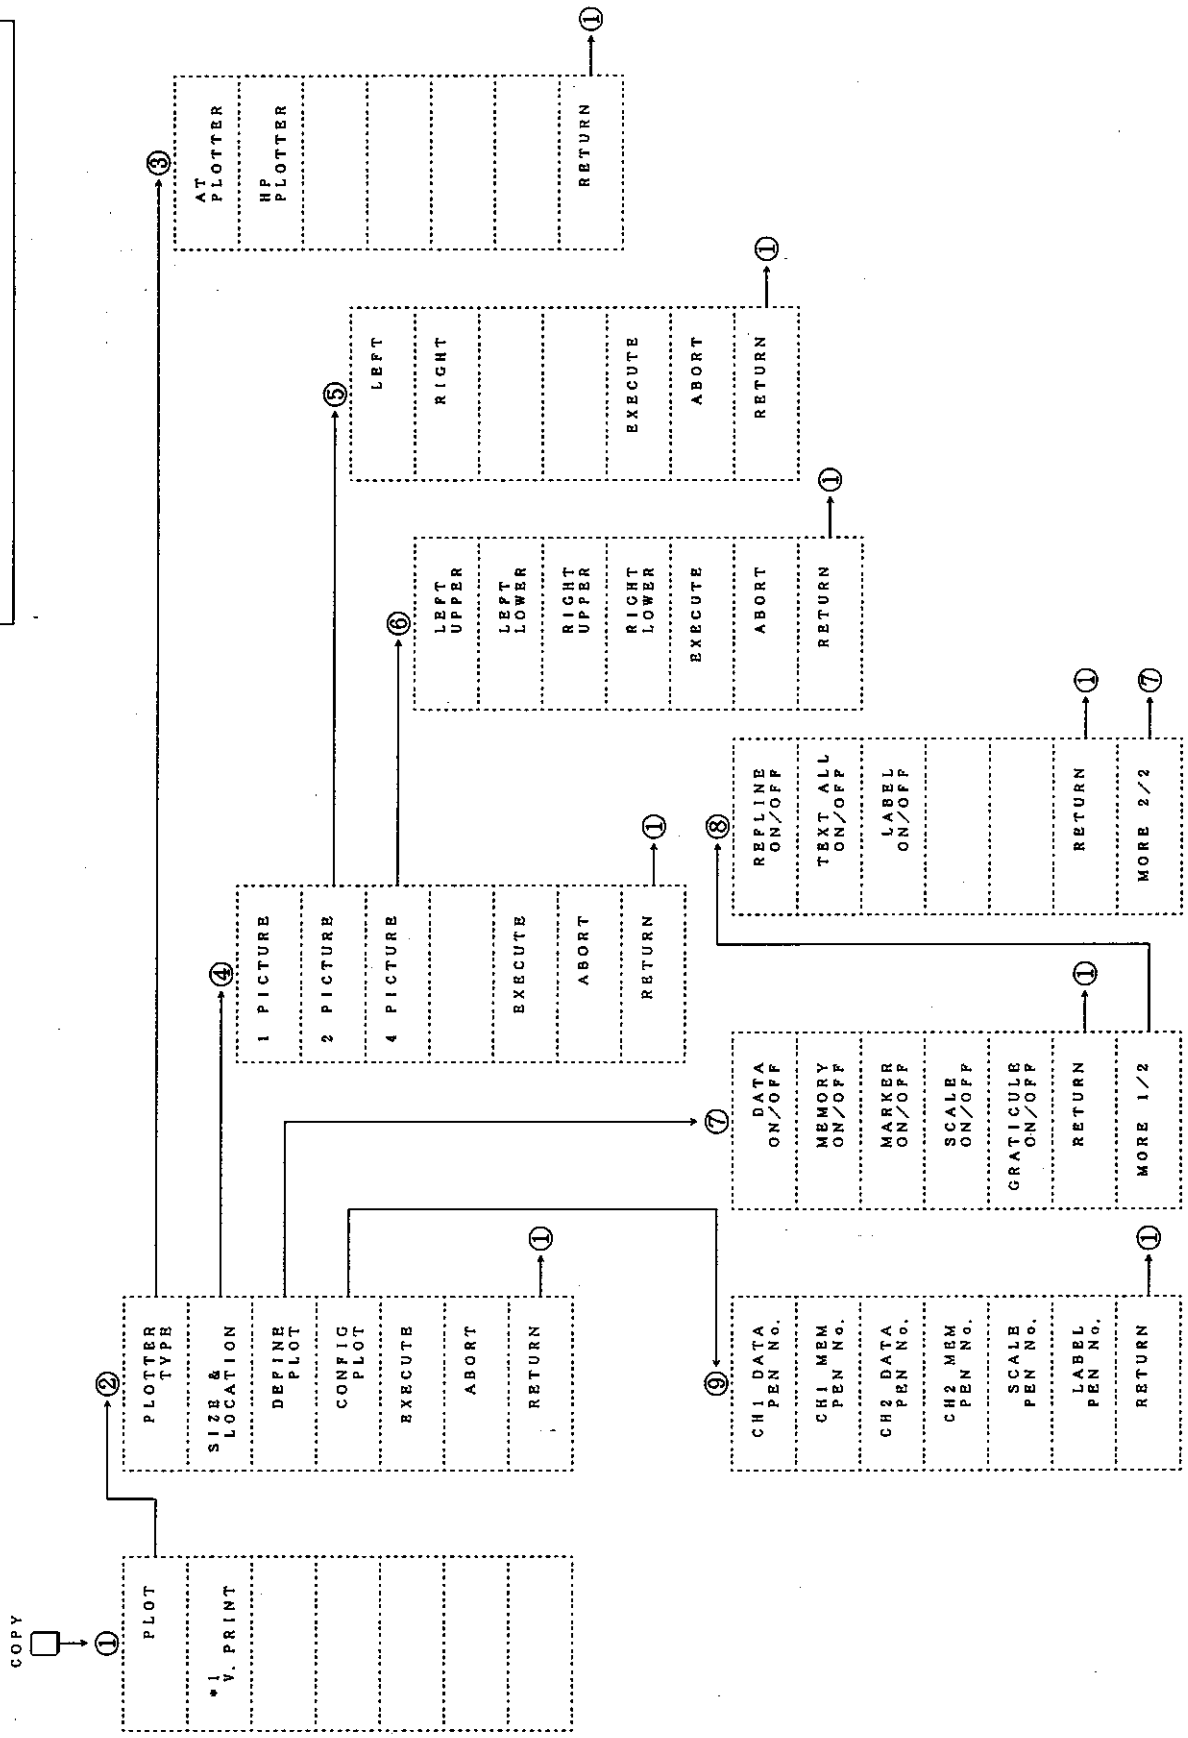 COPY
①
PLOT
*1
V. PRINT
②
PLOTTER
TYPE
SIZE &
LOCATION
DEFINE
PLOT
CONFIG
PLOT
EXECUTE
ABORT
RETURN
①
③
AT
PLOTTER
HP
PLOTTER
RETURN
①
④
1 PICTURE
2 PICTURE
4 PICTURE
EXECUTE
ABORT
RETURN
①
⑤
LEFT
RIGHT
EXECUTE
ABORT
RETURN
①
⑥
LEFT
UPPER
LEFT
LOWER
RIGHT
UPPER
RIGHT
LOWER
EXECUTE
ABORT
RETURN
①
⑦
DATA
ON/OFF
MEMORY
ON/OFF
MARKER
ON/OFF
SCALE
ON/OFF
GRATICULE
ON/OFF
RETURN
①
MORE 1/2
⑧
REFLINE
ON/OFF
TEXT ALL
ON/OFF
LABEL
ON/OFF
RETURN
①
MORE 2/2
⑦
⑨
CH1 DATA
PEN No.
CH1 MEM
PEN No.
CH2 DATA
PEN No.
CH2 MEM
PEN No.
SCALE
PEN No.
LABEL
PEN No.
RETURN
①